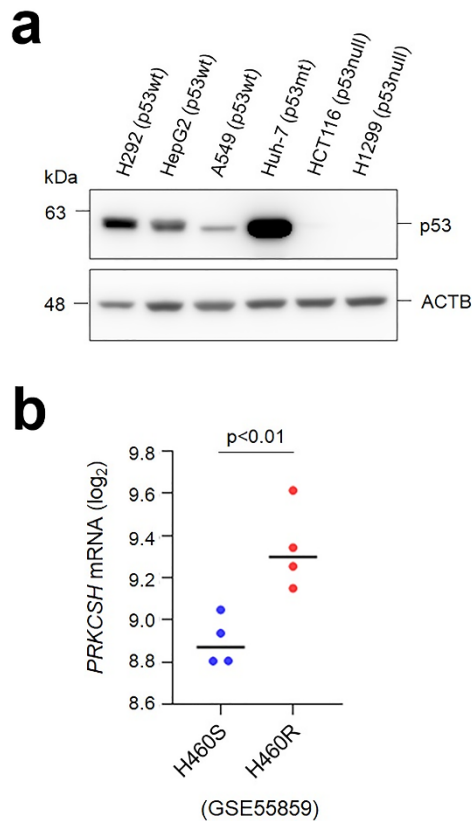 a
H292 (p53wt)
HepG2 (p53wt)
A549 (p53wt)
Huh-7 (p53mt)
HCT116 (p53null)
H1299 (p53null)
kDa
63
p53
48
ACTB
b
p<0.01
PRKCSH mRNA (log2)
9.8
9.6
9.4
9.2
9.0
8.8
8.6
H460S
H460R
(GSE55859)